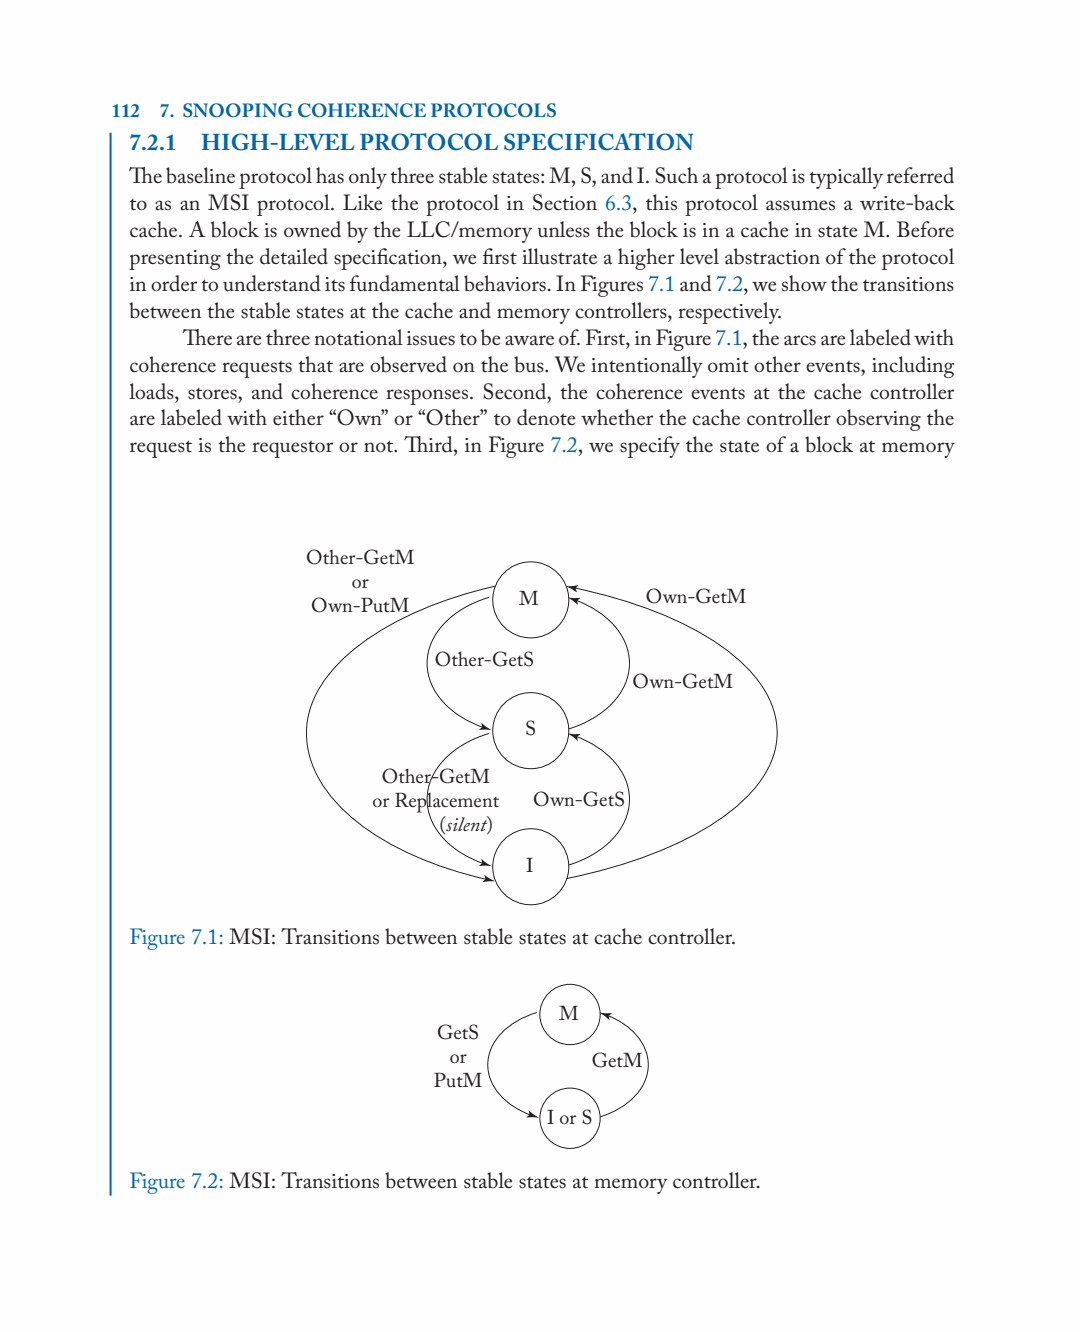 112 7. SNOOPING COHERENCE PROTOCOLS
7.2.1 HIGH-LEVEL PROTOCOL SPECIFICATION
The baseline protocol has only three stable states: M, S, and I. Such a protocol is typically referred
to as an MSI protocol. Like the protocol in Section 6.3, this protocol assumes a write-back
cache. A block is owned by the LLC/memory unless the block is in a cache in state M. Before
presenting the detailed specification, we first illustrate a higher level abstraction of the protocol
in order to understand its fundamental behaviors. In Figures 7.1 and 7.2, we show the transitions
between the stable states at the cache and memory controllers, respectively.
There are three notational issues to be aware of. First, in Figure 7.1, the arcs are labeled with
coherence requests that are observed on the bus. We intentionally omit other events, including
loads, stores, and coherence responses. Second, the coherence events at the cache controller
are labeled with either “Own” or “Other” to denote whether the cache controller observing the
request is the requestor or not. Third, in Figure 7.2, we specify the state of a block at memory
Other-GetM
or
Own-PutM
M
Own-GetM
Other-GetS
Own-GetM
S
Other-GetM
or Replacement
(silent)
Own-GetS
I
Figure 7.1: MSI: Transitions between stable states at cache controller.
M
GetS
or
PutM
GetM
I or S
Figure 7.2: MSI: Transitions between stable states at memory controller.